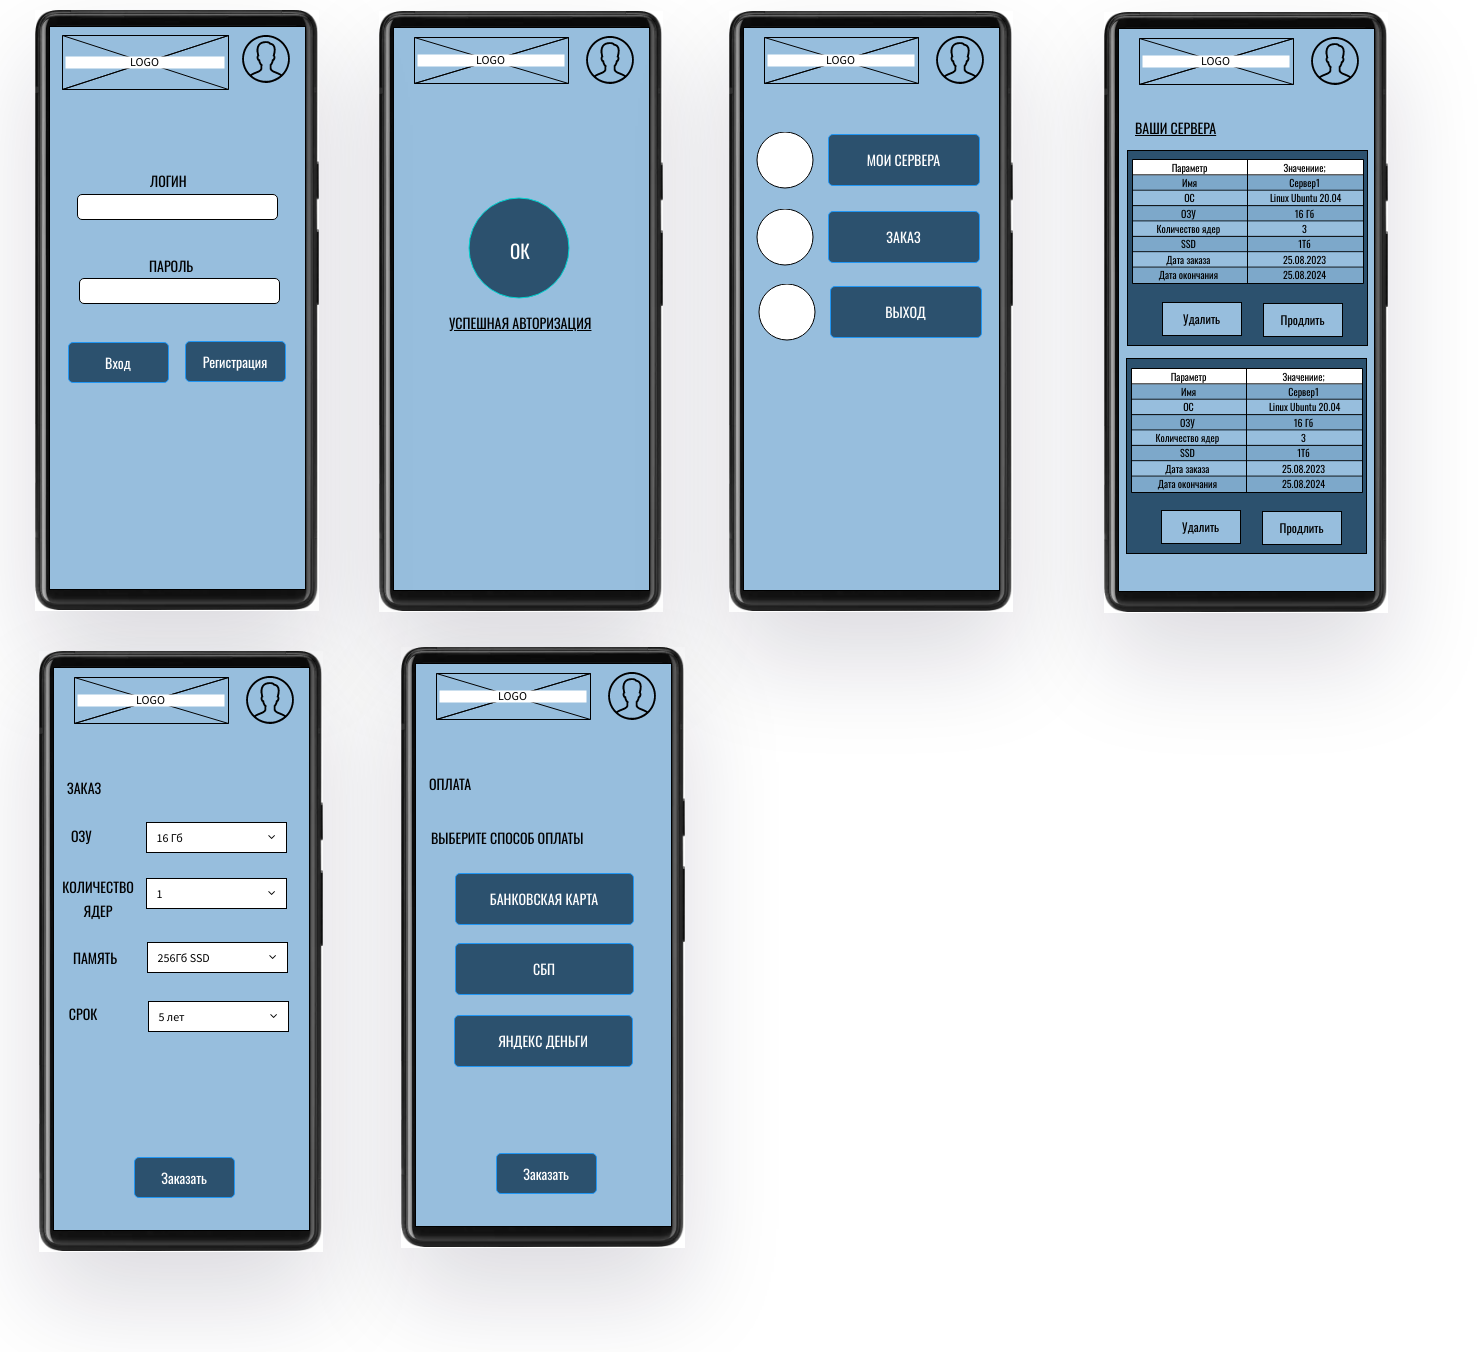 LOGO
ЛОГИН
ПАРОЛЬ
Вход Регистрация
LOGO
ОК
УСПЕШНАЯ АВТОРИЗАЦИЯ
LOGO
МОИ СЕРВЕРА
ЗАКАЗ
ВЫХОД
LOGO
ВАШИ СЕРВЕРА
Параметр Значениие;
Имя Сервер1
ОС Linux Ubuntu 20.04
ОЗУ 16 Гб
Количество ядер 3
SSD 1Тб
Дата заказа 25.08.2023
Дата окончания 25.08.2024
Удалить Продлить
Параметр Значениие;
Имя Сервер1
ОС Linux Ubuntu 20.04
ОЗУ 16 Гб
Количество ядер 3
SSD 1Тб
Дата заказа 25.08.2023
Дата окончания 25.08.2024
Удалить Продлить
LOGO
ЗАКАЗ
ОЗУ 16 Гб
КОЛИЧЕСТВО 1
ЯДЕР
ПАМЯТЬ 256Гб SSD
СРОК 5 лет
Заказать
LOGO
ОПЛАТА
ВЫБЕРИТЕ СПОСОБ ОПЛАТЫ
БАНКОВСКАЯ КАРТА
СБП
ЯНДЕКС ДЕНЬГИ
Заказать